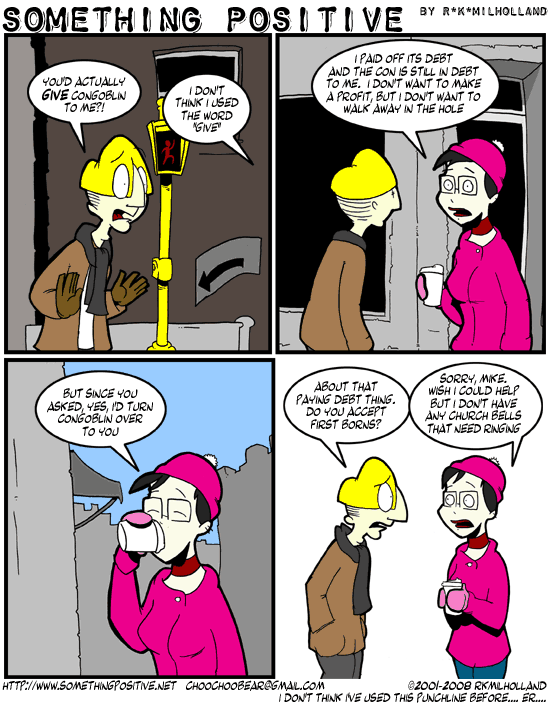 SOMETHING POSITIVE BY R*K*MILHOLLAND
YOU'D ACTUALLY
GIVE CONGOBLIN
TO ME?!
I DON'T
THINK I USED
THE WORD
"GIVE"
I PAID OFF ITS DEBT
AND THE CON IS STILL IN DEBT
TO ME. I DON'T WANT TO MAKE
A PROFIT, BUT I DON'T WANT TO
WALK AWAY IN THE HOLE
BUT SINCE YOU
ASKED, YES, I'D TURN
CONGOBLIN OVER
TO YOU
ABOUT THAT
PAYING DEBT THING.
DO YOU ACCEPT
FIRST BORNS?
SORRY, MIKE.
WISH I COULD HELP
BUT I DON'T HAVE
ANY CHURCH BELLS
THAT NEED RINGING
HTTP://WWW.SOMETHINGPOSITIVE.NET CHOOCHOOBEAR@GMAIL.COM ©2001-2008 RKMILHOLLAND
I DON'T THINK I'VE USED THIS PUNCHLINE BEFORE.... ER....